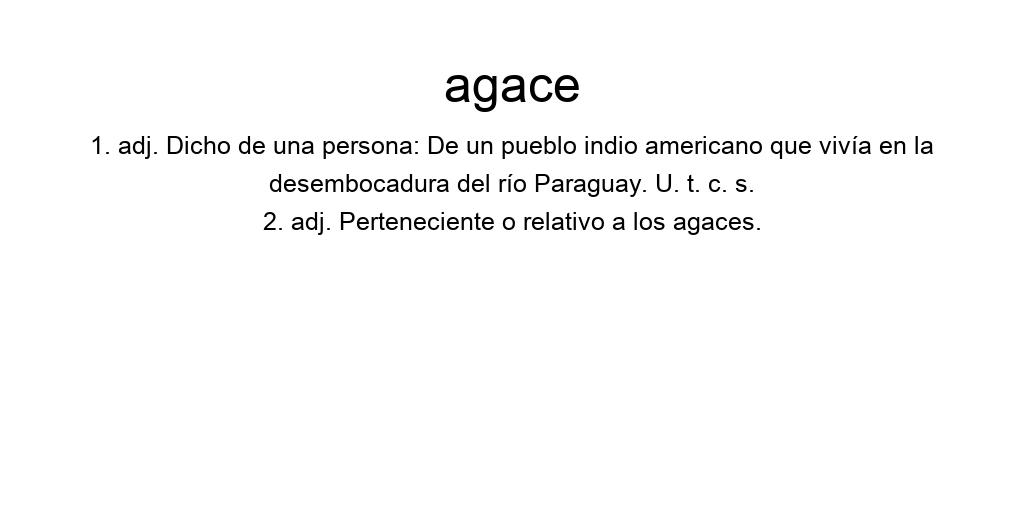 agace
1. adj. Dicho de una persona: De un pueblo indio americano que vivía en la
desembocadura del río Paraguay. U. t. c. s.
2. adj. Perteneciente o relativo a los agaces.